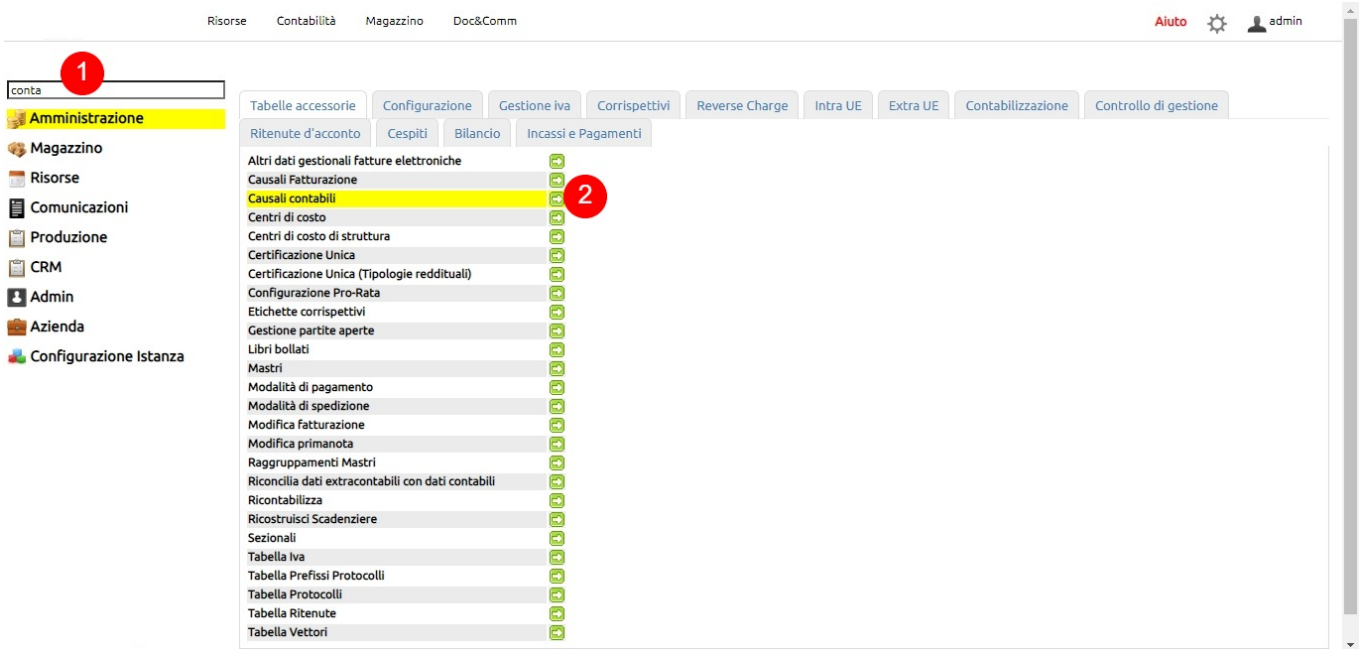 Risorse Contabilità Magazzino Doc&Comm Aiuto admin
1
conta
Amministrazione
Magazzino
Risorse
Comunicazioni
Produzione
CRM
Admin
Azienda
Configurazione Istanza
Tabelle accessorie Configurazione Gestione iva Corrispettivi Reverse Charge Intra UE Extra UE Contabilizzazione Controllo di gestione
Ritenute d'acconto Cespiti Bilancio Incassi e Pagamenti
Altri dati gestionali fatture elettroniche
Causali Fatturazione
Causali contabili 2
Centri di costo
Centri di costo di struttura
Certificazione Unica
Certificazione Unica (Tipologie reddituali)
Configurazione Pro-Rata
Etichette corrispettivi
Gestione partite aperte
Libri bollati
Mastri
Modalità di pagamento
Modalità di spedizione
Modifica fatturazione
Modifica primanota
Raggruppamenti Mastri
Riconcilia dati extracontabili con dati contabili
Ricontabilizza
Ricostruisci Scadenziere
Sezionali
Tabella Iva
Tabella Prefissi Protocolli
Tabella Protocolli
Tabella Ritenute
Tabella Vettori